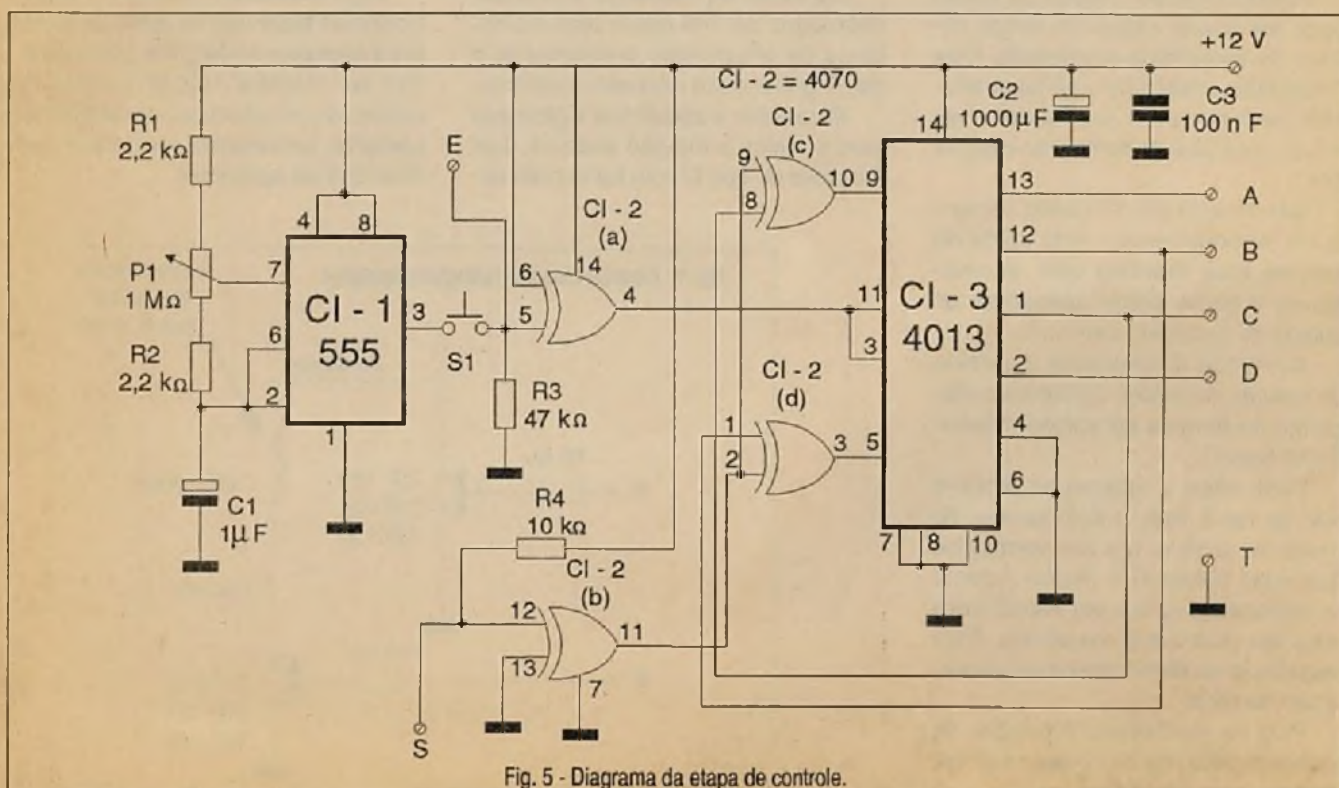 +12 V
CI - 2 = 4070
R1
2,2 kΩ
E
CI - 2
(c)
C2
1000 µF
C3
100 n F
14
9
8
10
9
13
A
CI - 2
(a)
4
8
P1
1 MΩ
7
6
14
12
B
CI - 1
555
3
5
4
11
CI - 3
4013
1
C
S1
3
6
R2
2,2 kΩ
2
R3
47 kΩ
CI - 2
(d)
2
D
1
1
2
3
5
4
6
C1
1µF
R4
10 kΩ
7
8
10
T
CI - 2
(b)
12
13
11
7
S
Fig. 5 - Diagrama da etapa de controle.